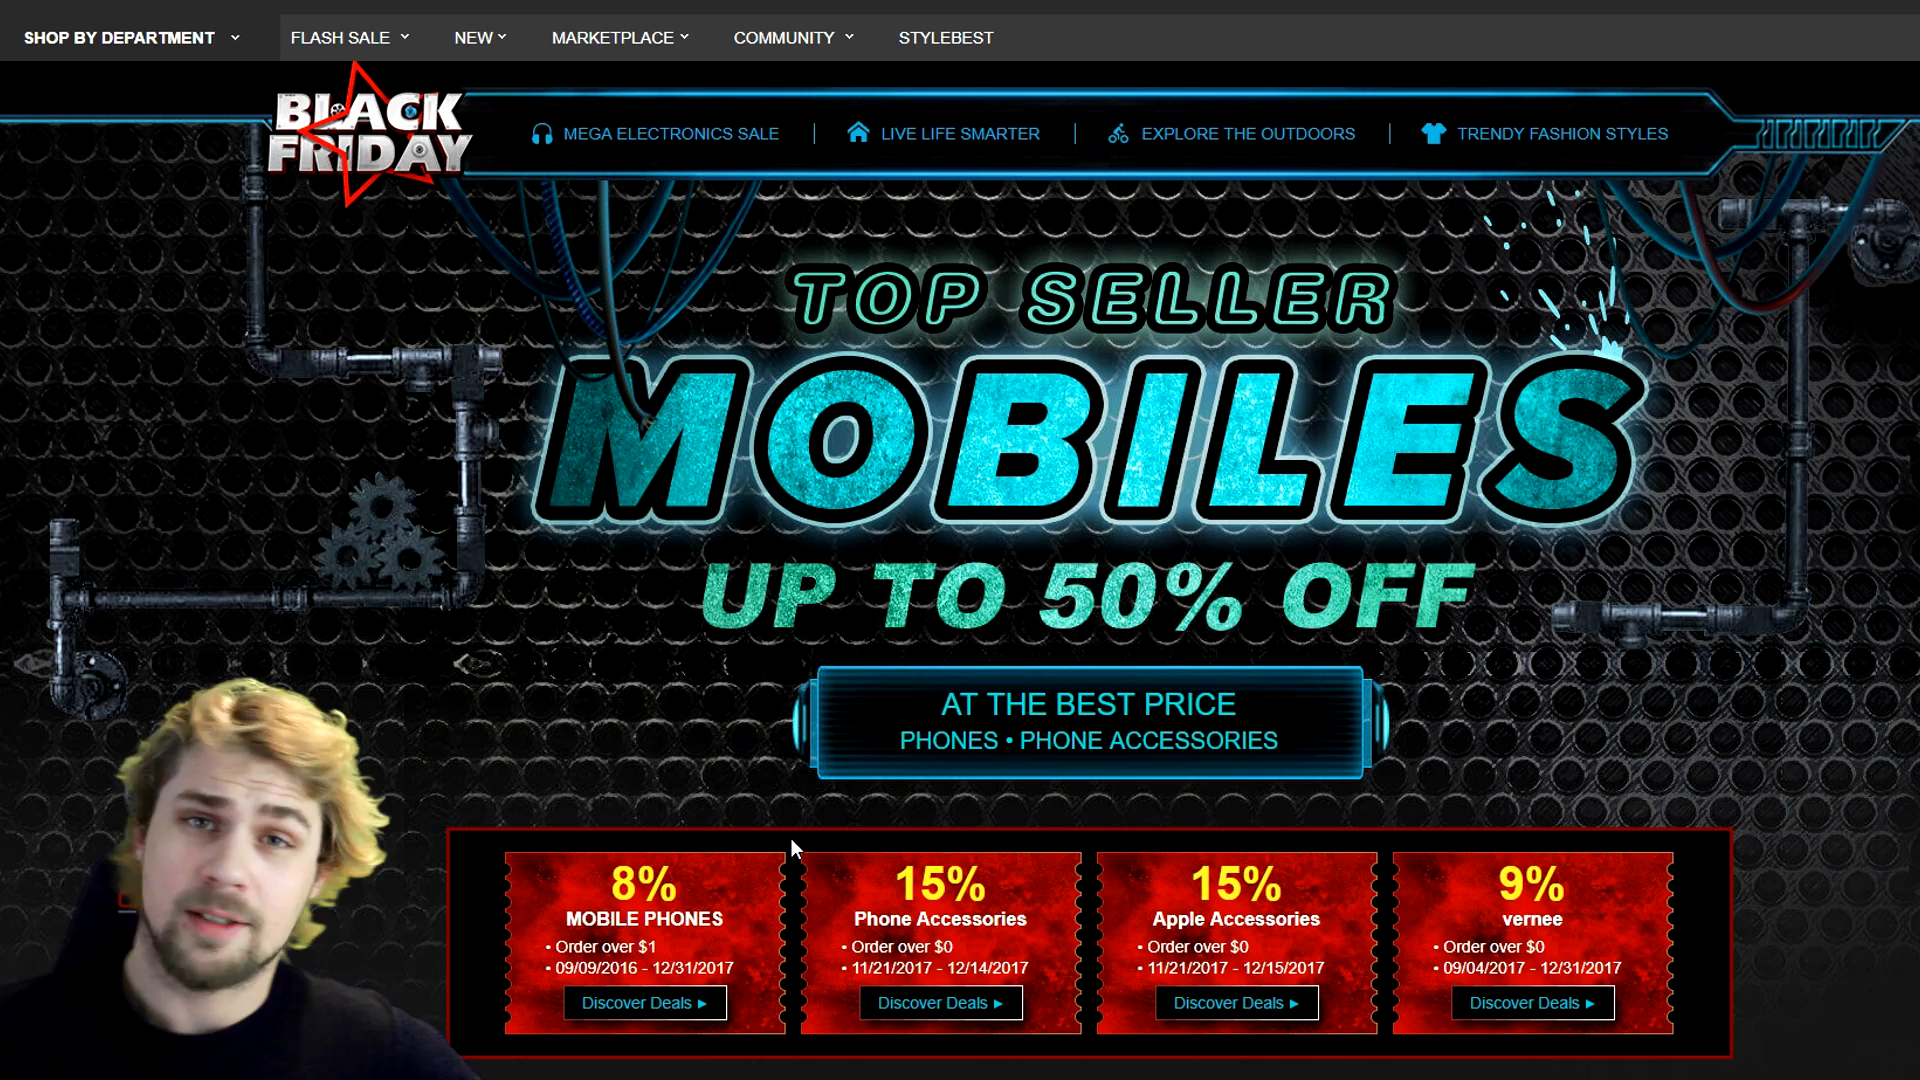 SHOP BY DEPARTMENT
FLASH SALE
NEW
MARKETPLACE
COMMUNITY
STYLEBEST
BLACK
FRIDAY
MEGA ELECTRONICS SALE
LIVE LIFE SMARTER
EXPLORE THE OUTDOORS
TRENDY FASHION STYLES
TOP SELLER
MOBILES
UP TO 50% OFF
AT THE BEST PRICE
PHONES • PHONE ACCESSORIES
8%
MOBILE PHONES
• Order over $1
• 09/09/2016 - 12/31/2017
Discover Deals ▸
15%
Phone Accessories
• Order over $0
• 11/21/2017 - 12/14/2017
Discover Deals ▸
15%
Apple Accessories
• Order over $0
• 11/21/2017 - 12/15/2017
Discover Deals ▸
9%
vernee
• Order over $0
• 09/04/2017 - 12/31/2017
Discover Deals ▸